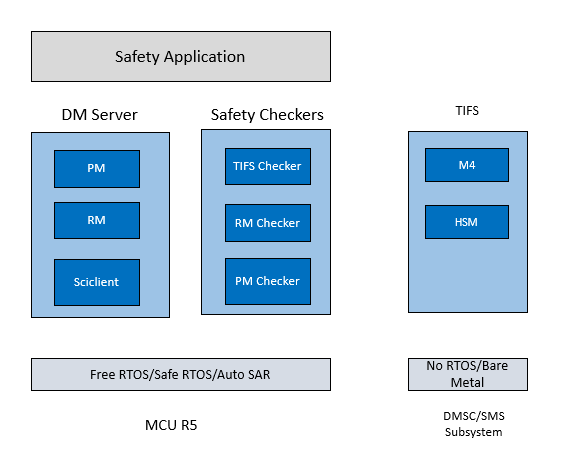 Safety Application
DM Server
Safety Checkers
TIFS
PM
TIFS Checker
M4
RM
RM Checker
HSM
Sciclient
PM Checker
Free RTOS/Safe RTOS/Auto SAR
No RTOS/Bare
Metal
MCU R5
DMSC/SMS
Subsystem